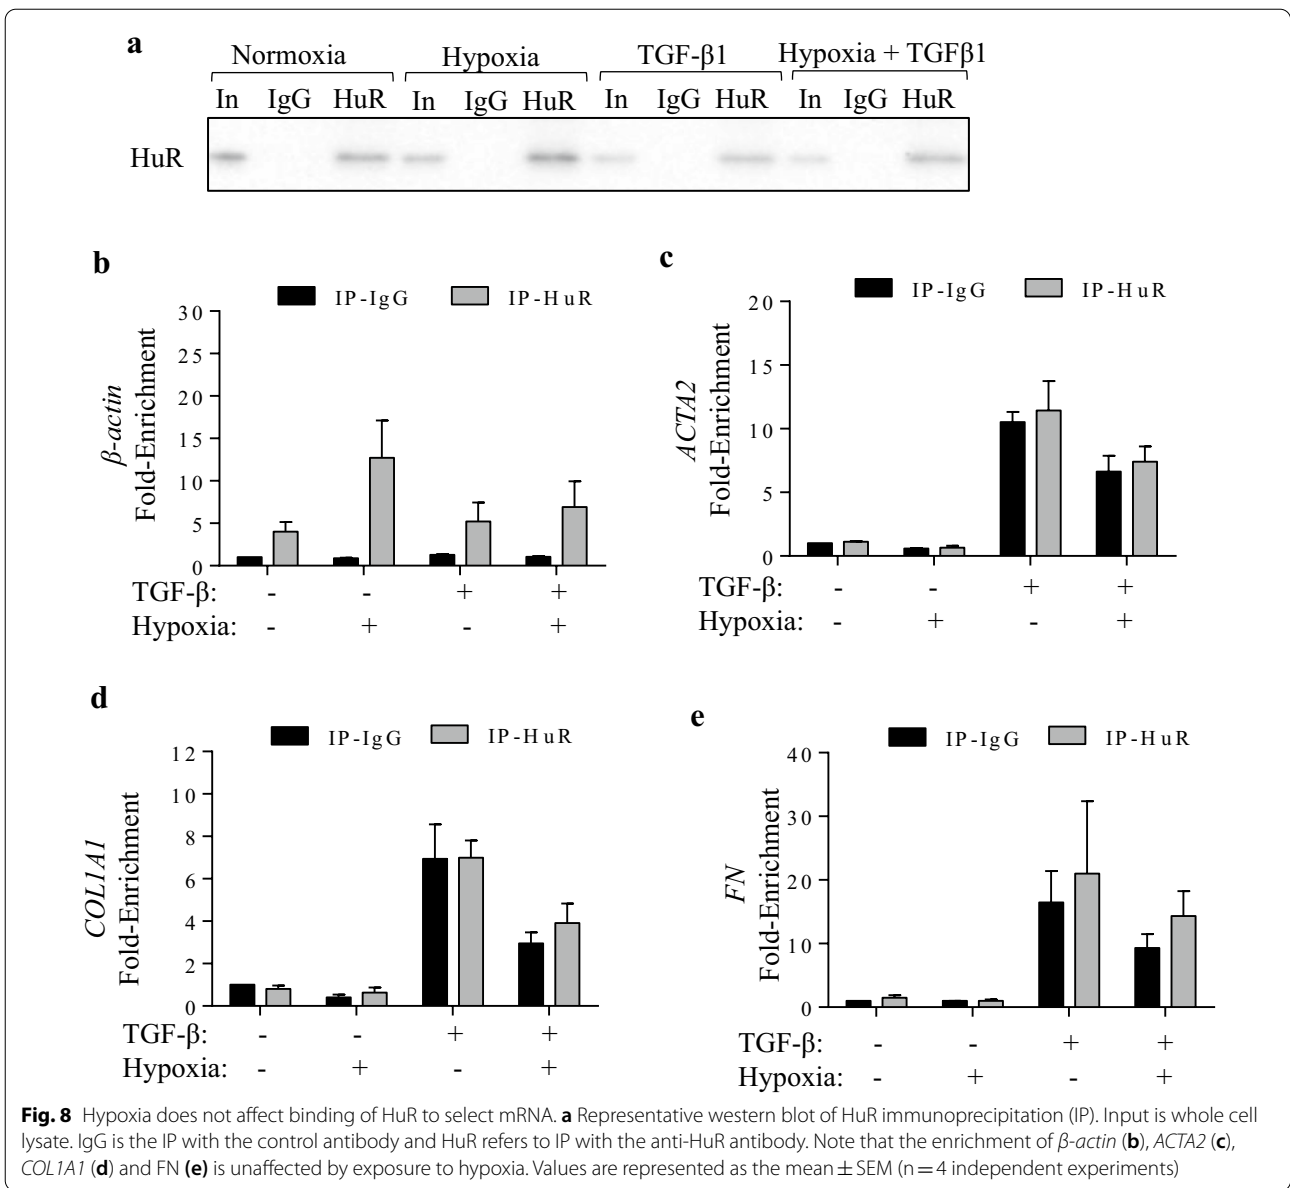 a
Normoxia Hypoxia TGF-β1 Hypoxia + TGFβ1
In IgG HuR In IgG HuR In IgG HuR In IgG HuR
HuR
b
IP-IgG IP-HuR
β-actin
Fold-Enrichment
30
25
20
15
10
5
0
TGF-β: - - + +
Hypoxia: - + - +
c
IP-IgG IP-HuR
ACTA2
Fold-Enrichment
20
15
10
5
0
TGF-β: - - + +
Hypoxia: - + - +
d
IP-IgG IP-HuR
COL1A1
Fold-Enrichment
12
10
8
6
4
2
0
TGF-β: - - + +
Hypoxia: - + - +
e
IP-IgG IP-HuR
FN
Fold-Enrichment
40
30
20
10
0
TGF-β: - - + +
Hypoxia: - + - +
Fig. 8 Hypoxia does not affect binding of HuR to select mRNA. a Representative western blot of HuR immunoprecipitation (IP). Input is whole cell
lysate. IgG is the IP with the control antibody and HuR refers to IP with the anti-HuR antibody. Note that the enrichment of β-actin (b), ACTA2 (c),
COL1A1 (d) and FN (e) is unaffected by exposure to hypoxia. Values are represented as the mean ± SEM (n = 4 independent experiments)